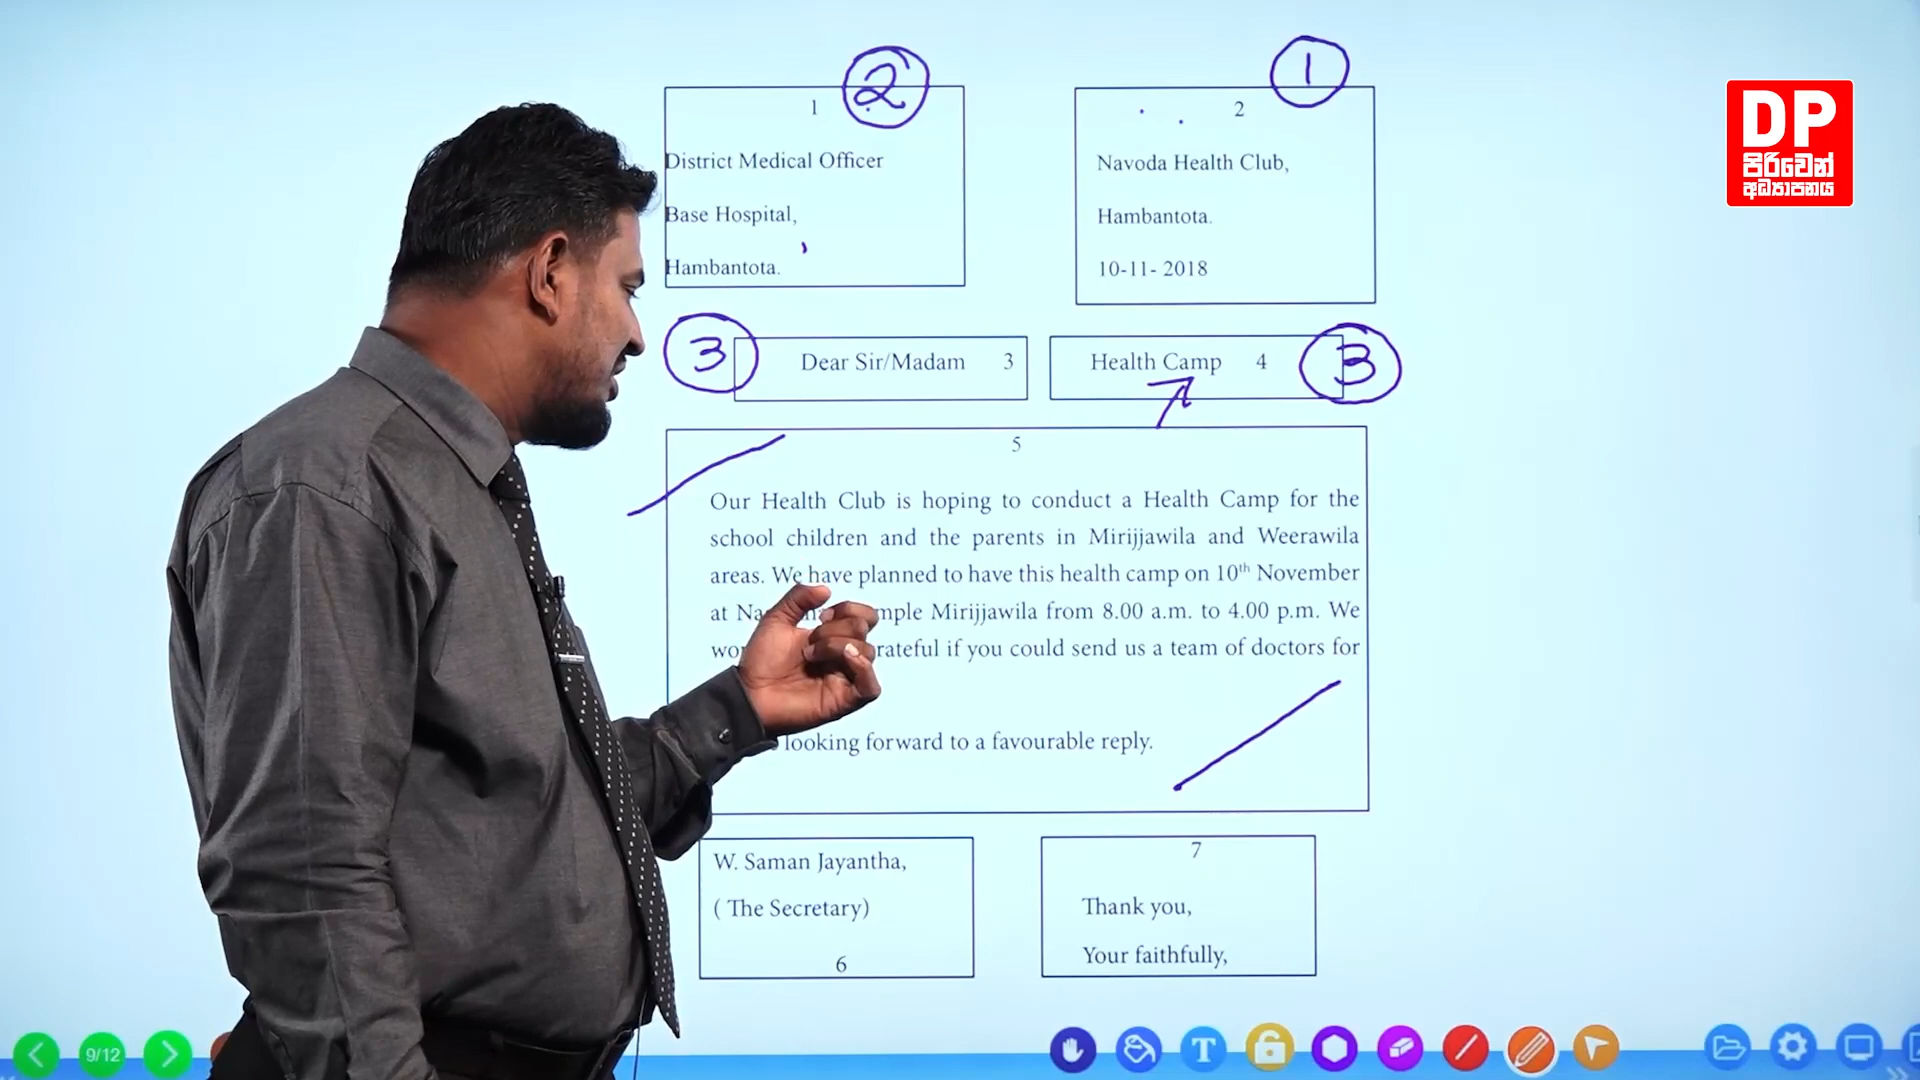 2
1
1
District Medical Officer
Base Hospital,
Hambantota.
2
Navoda Health Club,
Hambantota.
10-11- 2018
DP
පිරිවෙන්
අධ්‍යාපනය
3
Dear Sir/Madam 3
Health Camp 4
3
5
Our Health Club is hoping to conduct a Health Camp for the
school children and the parents in Mirijjawila and Weerawila
areas. We have planned to have this health camp on 10th November
at Mirijjawila from 8.00 a.m. to 4.00 p.m. We
if you could send us a team of doctors for
looking forward to a favourable reply.
W. Saman Jayantha,
( The Secretary)
6
7
Thank you,
Your faithfully,
9/12
T